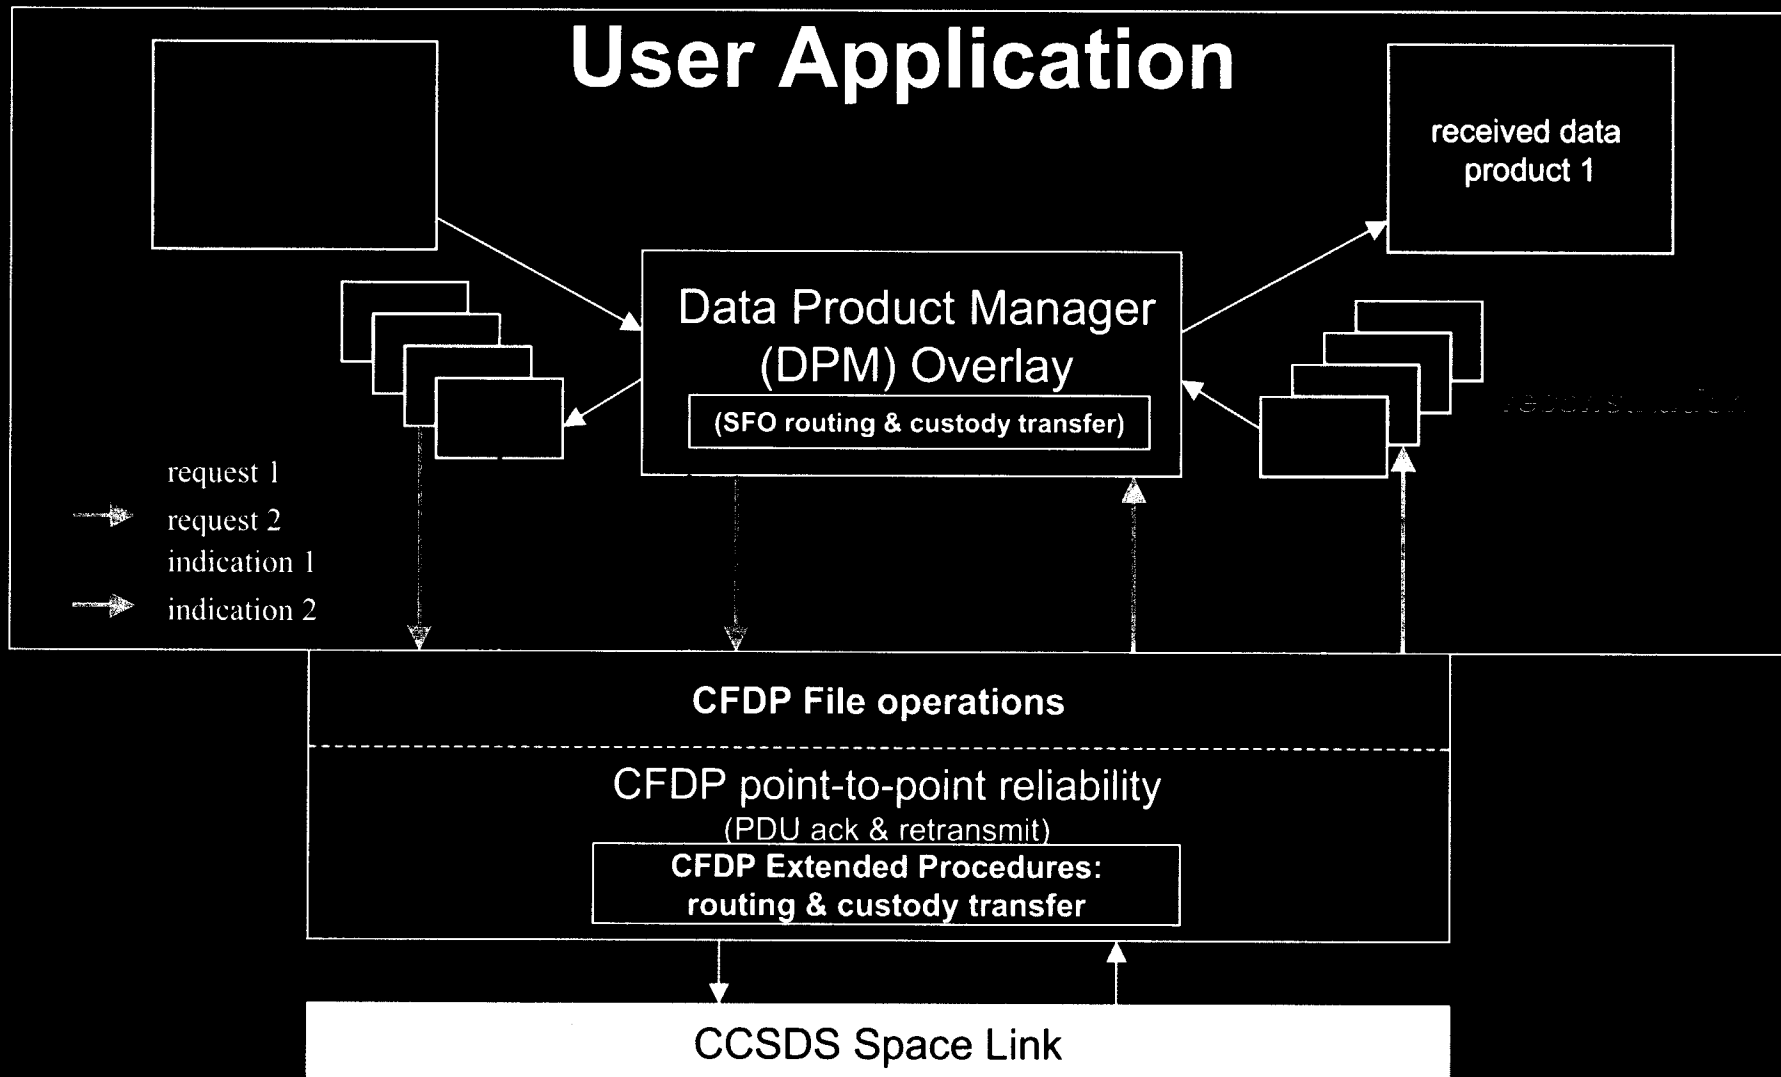 User Application
received data
product 1
Data Product Manager
(DPM) Overlay
(SFO routing & custody transfer)
reconstruction
request 1
request 2
indication 1
indication 2
CFDP File operations
CFDP point-to-point reliability
(PDU ack & retransmit)
CFDP Extended Procedures:
routing & custody transfer
CCSDS Space Link